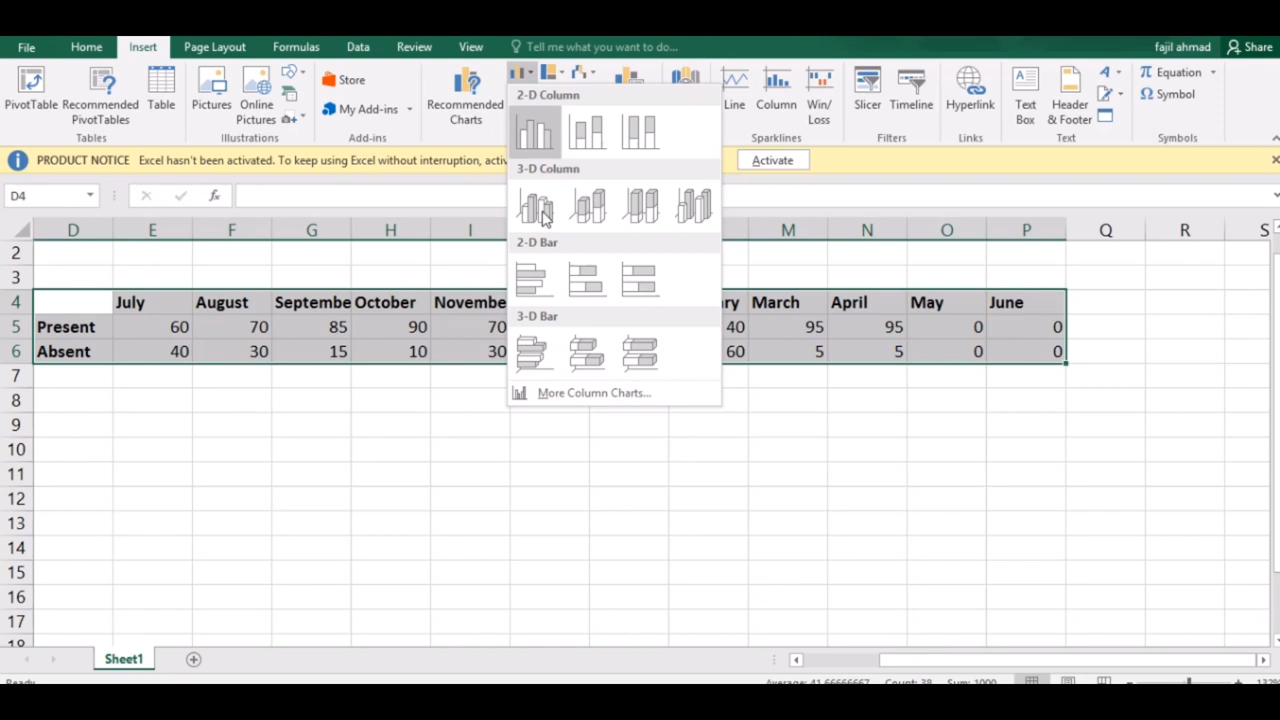 File Home Insert Page Layout Formulas Data Review View Tell me what you want to do... fajil ahmad Share
PivotTable Recommended PivotTables Table
Pictures Online Pictures
Store
My Add-ins
Recommended Charts
Line Column Win/Loss
Slicer Timeline
Hyperlink
Text Box Header & Footer
π Equation
Ω Symbol
Tables Illustrations Add-ins Sparklines Filters Links Text Symbols
PRODUCT NOTICE Excel hasn't been activated. To keep using Excel without interruption, Activate
D4 fx
2-D Column
3-D Column
2-D Bar
3-D Bar
More Column Charts...
D E F G H I M N O P Q R S
2
3
4 July August Septembe October Novembe March April May June
5 Present 60 70 85 90 70 40 95 95 0 0
6 Absent 40 30 15 10 30 60 5 5 0 0
7
8
9
10
11
12
13
14
15
16
17
18
Sheet1
Ready Average: 41.66666667 Count: 38 Sum: 1000 132%